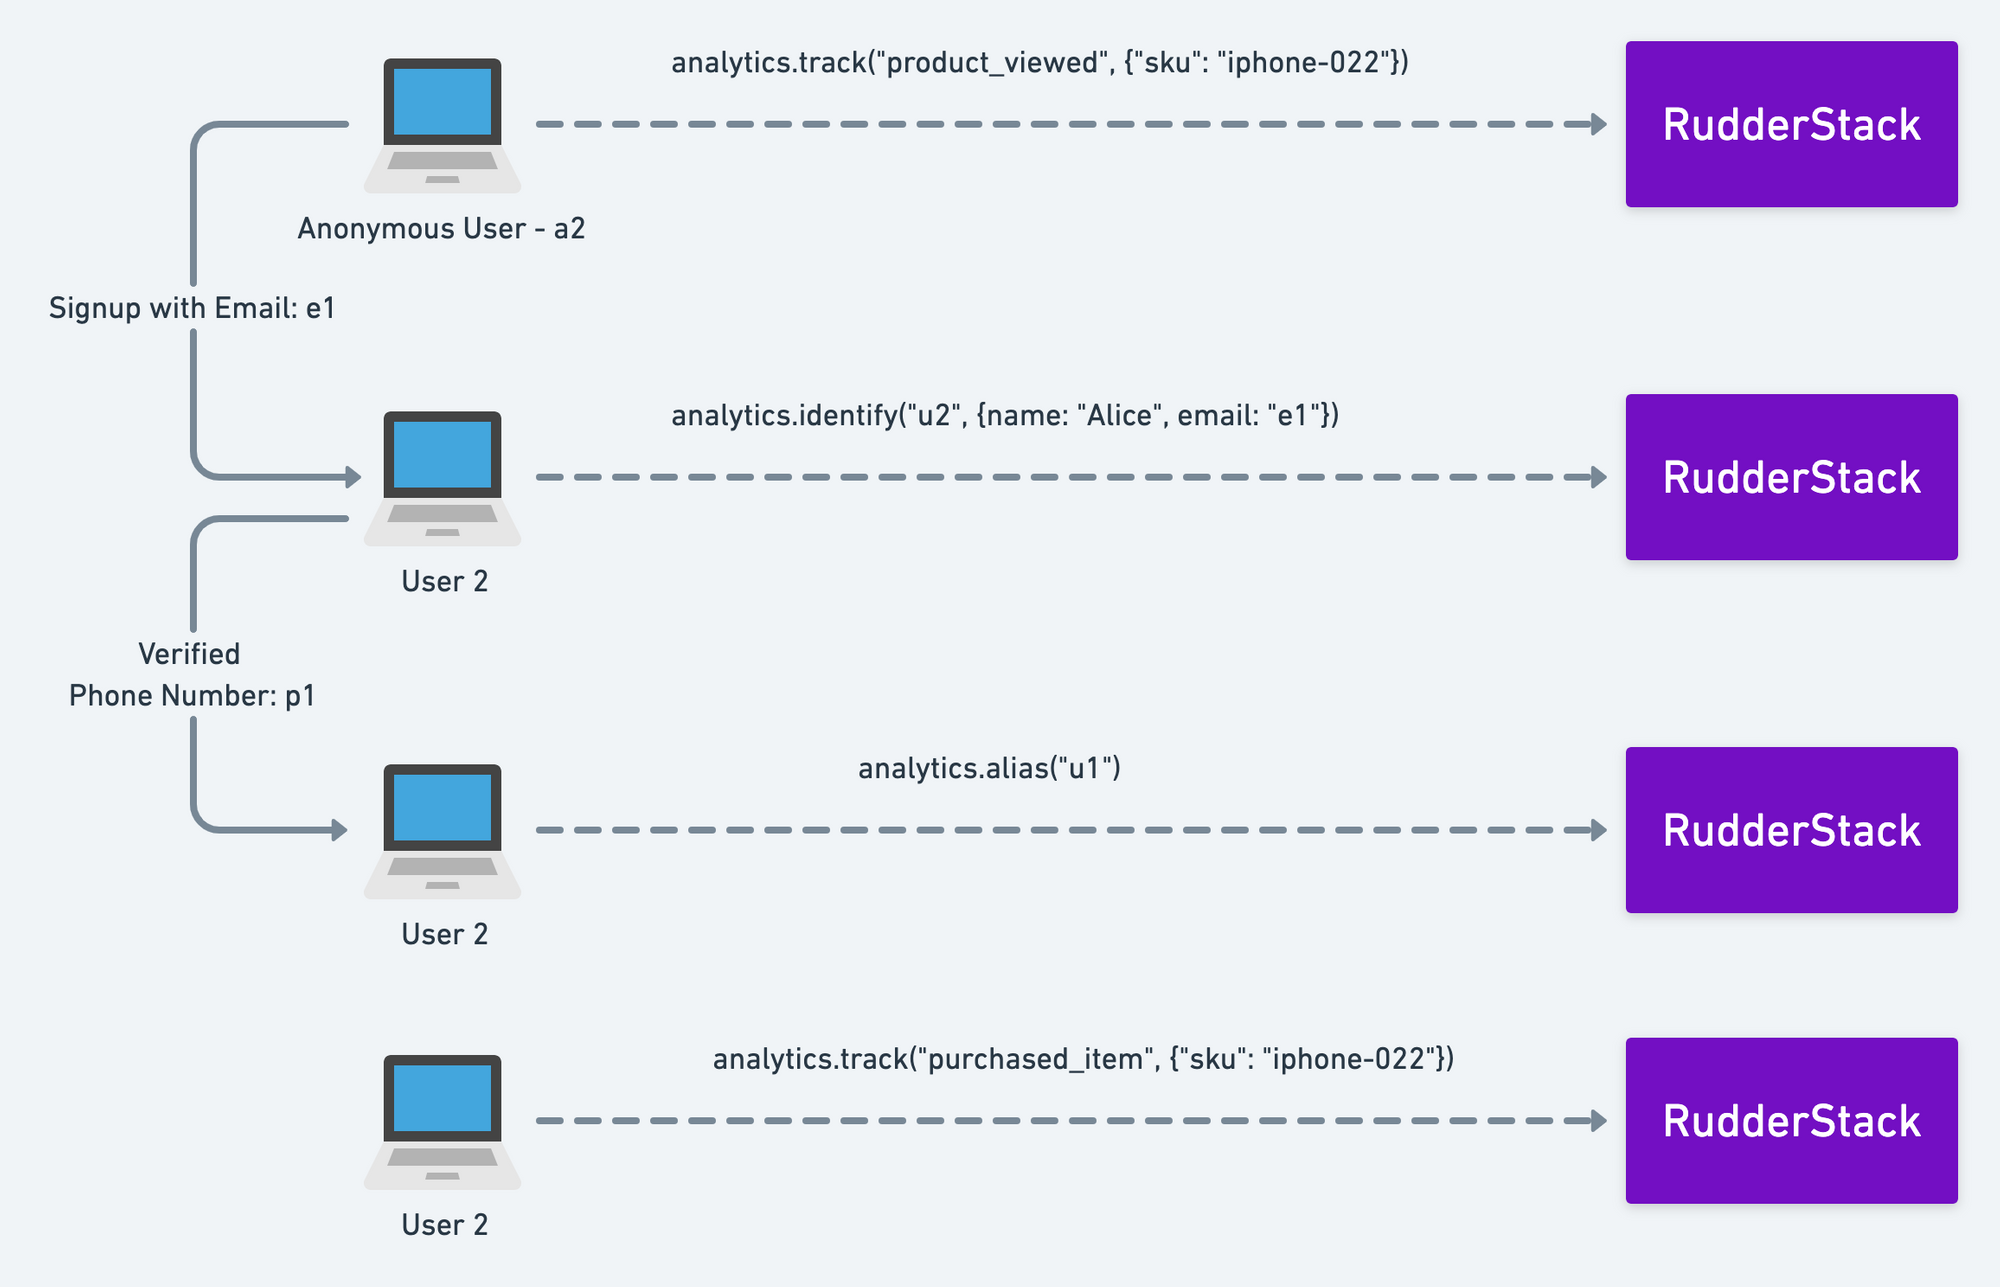 analytics.track("product_viewed", {"sku": "iphone-022"})
RudderStack
Anonymous User - a2
Signup with Email: e1
analytics.identify("u2", {name: "Alice", email: "e1"})
RudderStack
User 2
Verified
Phone Number: p1
analytics.alias("u1")
RudderStack
User 2
analytics.track("purchased_item", {"sku": "iphone-022"})
RudderStack
User 2